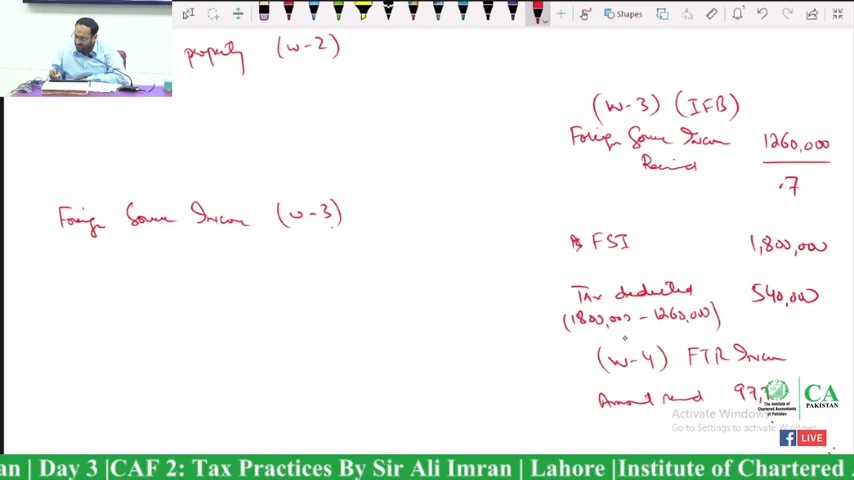 Shapes
property (w-2)
(w-3) (IFB)
Foreign Source Income 1260,000
Received .7
Foreign Source Income (w-3)
FSI 1,800,000
Tax deducted 540,000
(1800,000 - 1260,000)
(w-4) FTR Income
Amount received 97,7
The Institute of
Chartered Accountants
of Pakistan
CA
PAKISTAN
Activate Windows
Go to Settings to activate Windows.
LIVE
an | Day 3 |CAF 2: Tax Practices By Sir Ali Imran | Lahore |Institute of Chartered A